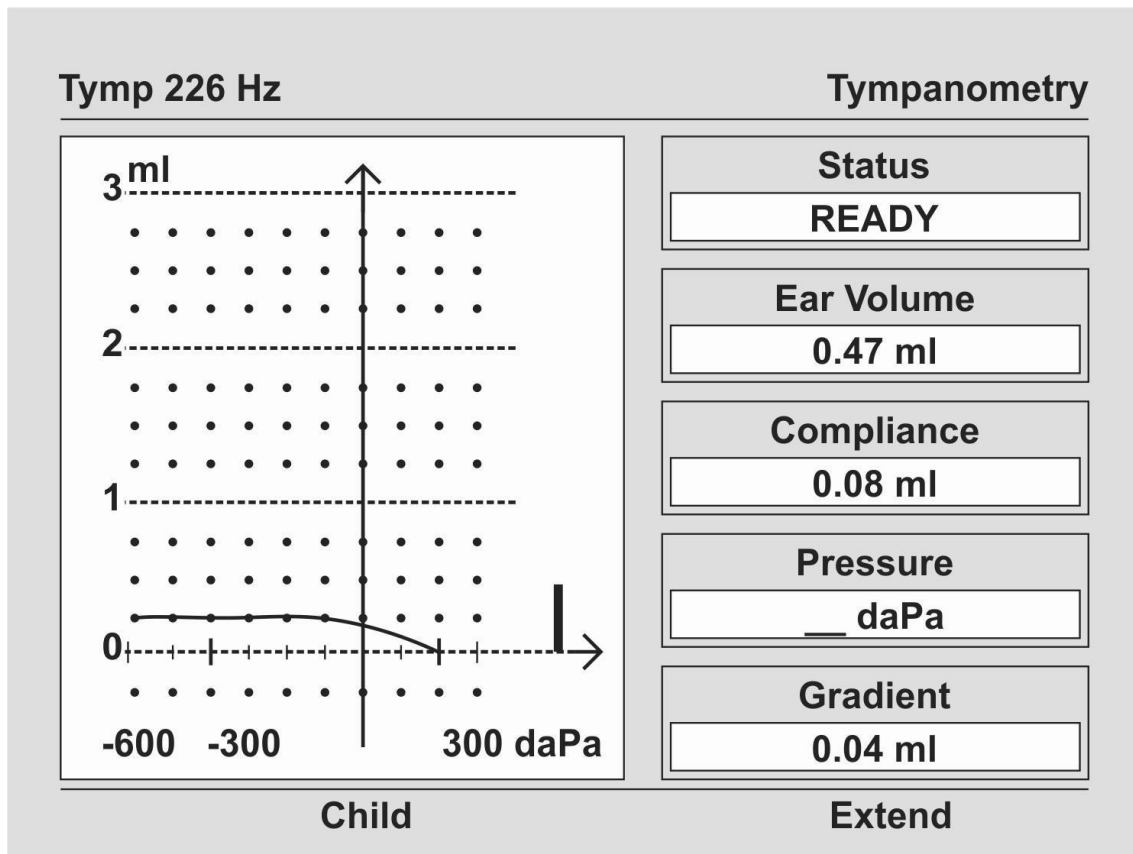 Tymp 226 Hz
Tympanometry
ml
3
2
1
0
-600 -300 300 daPa
Status
READY
Ear Volume
0.47 ml
Compliance
0.08 ml
Pressure
__ daPa
Gradient
0.04 ml
Child
Extend